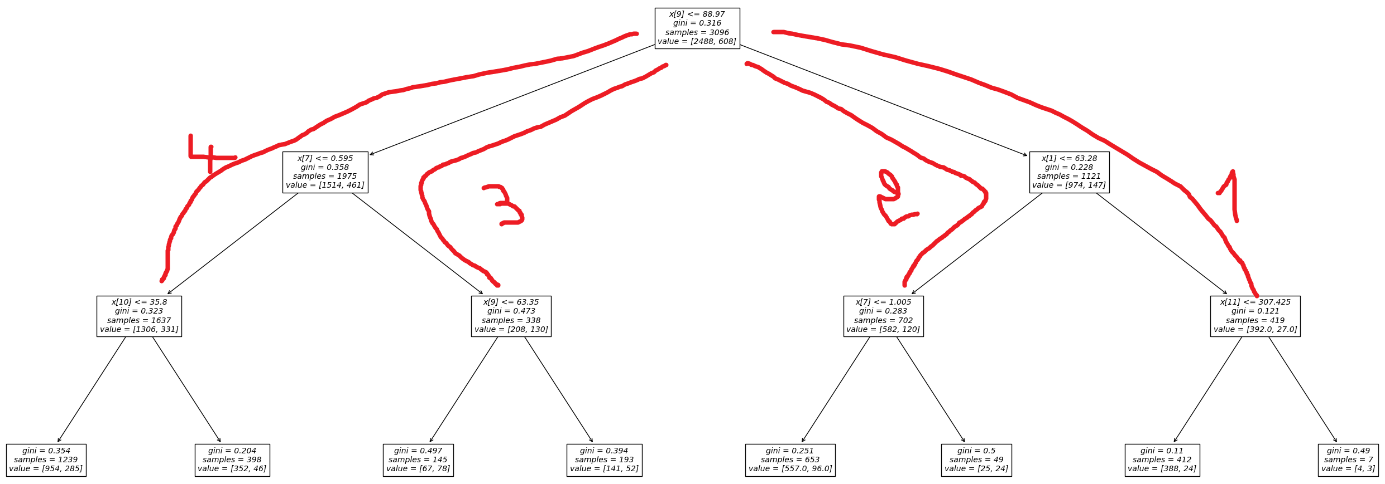 x[9] <= 88.97
gini = 0.316
samples = 3096
value = [2488, 608]
4
x[7] <= 0.595
gini = 0.358
samples = 1975
value = [1514, 461]
3
2
x[1] <= 63.28
gini = 0.228
samples = 1121
value = [974, 147]
1
x[10] <= 35.8
gini = 0.323
samples = 1637
value = [1306, 331]
x[9] <= 63.35
gini = 0.473
samples = 338
value = [208, 130]
x[7] <= 1.005
gini = 0.283
samples = 702
value = [582, 120]
x[11] <= 307.425
gini = 0.121
samples = 419
value = [392.0, 27.0]
gini = 0.354
samples = 1239
value = [954, 285]
gini = 0.204
samples = 398
value = [352, 46]
gini = 0.497
samples = 145
value = [67, 78]
gini = 0.394
samples = 193
value = [141, 52]
gini = 0.251
samples = 653
value = [557.0, 96.0]
gini = 0.5
samples = 49
value = [25, 24]
gini = 0.11
samples = 412
value = [388, 24]
gini = 0.49
samples = 7
value = [4, 3]